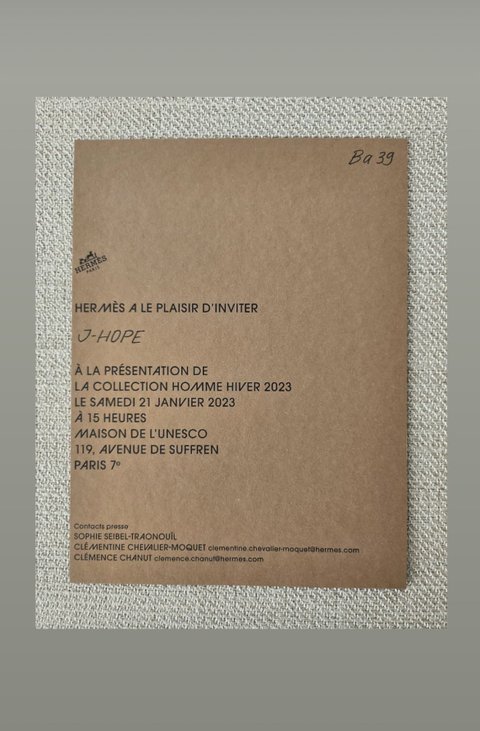 Ba 39
HERMÈS
PARIS
HERMÈS A LE PLAISIR D'INVITER
J-HOPE
À LA PRÉSENTATION DE
LA COLLECTION HOMME HIVER 2023
LE SAMEDI 21 JANVIER 2023
À 15 HEURES
MAISON DE L'UNESCO
119, AVENUE DE SUFFREN
PARIS 7e
Contacts presse
SOPHIE SEIBEL-TRAONOUÏL
CLÉMENTINE CHEVALIER-MOQUET clementine.chevalier-moquet@hermes.com
CLÉMENCE CHANUT clemence.chanut@hermes.com